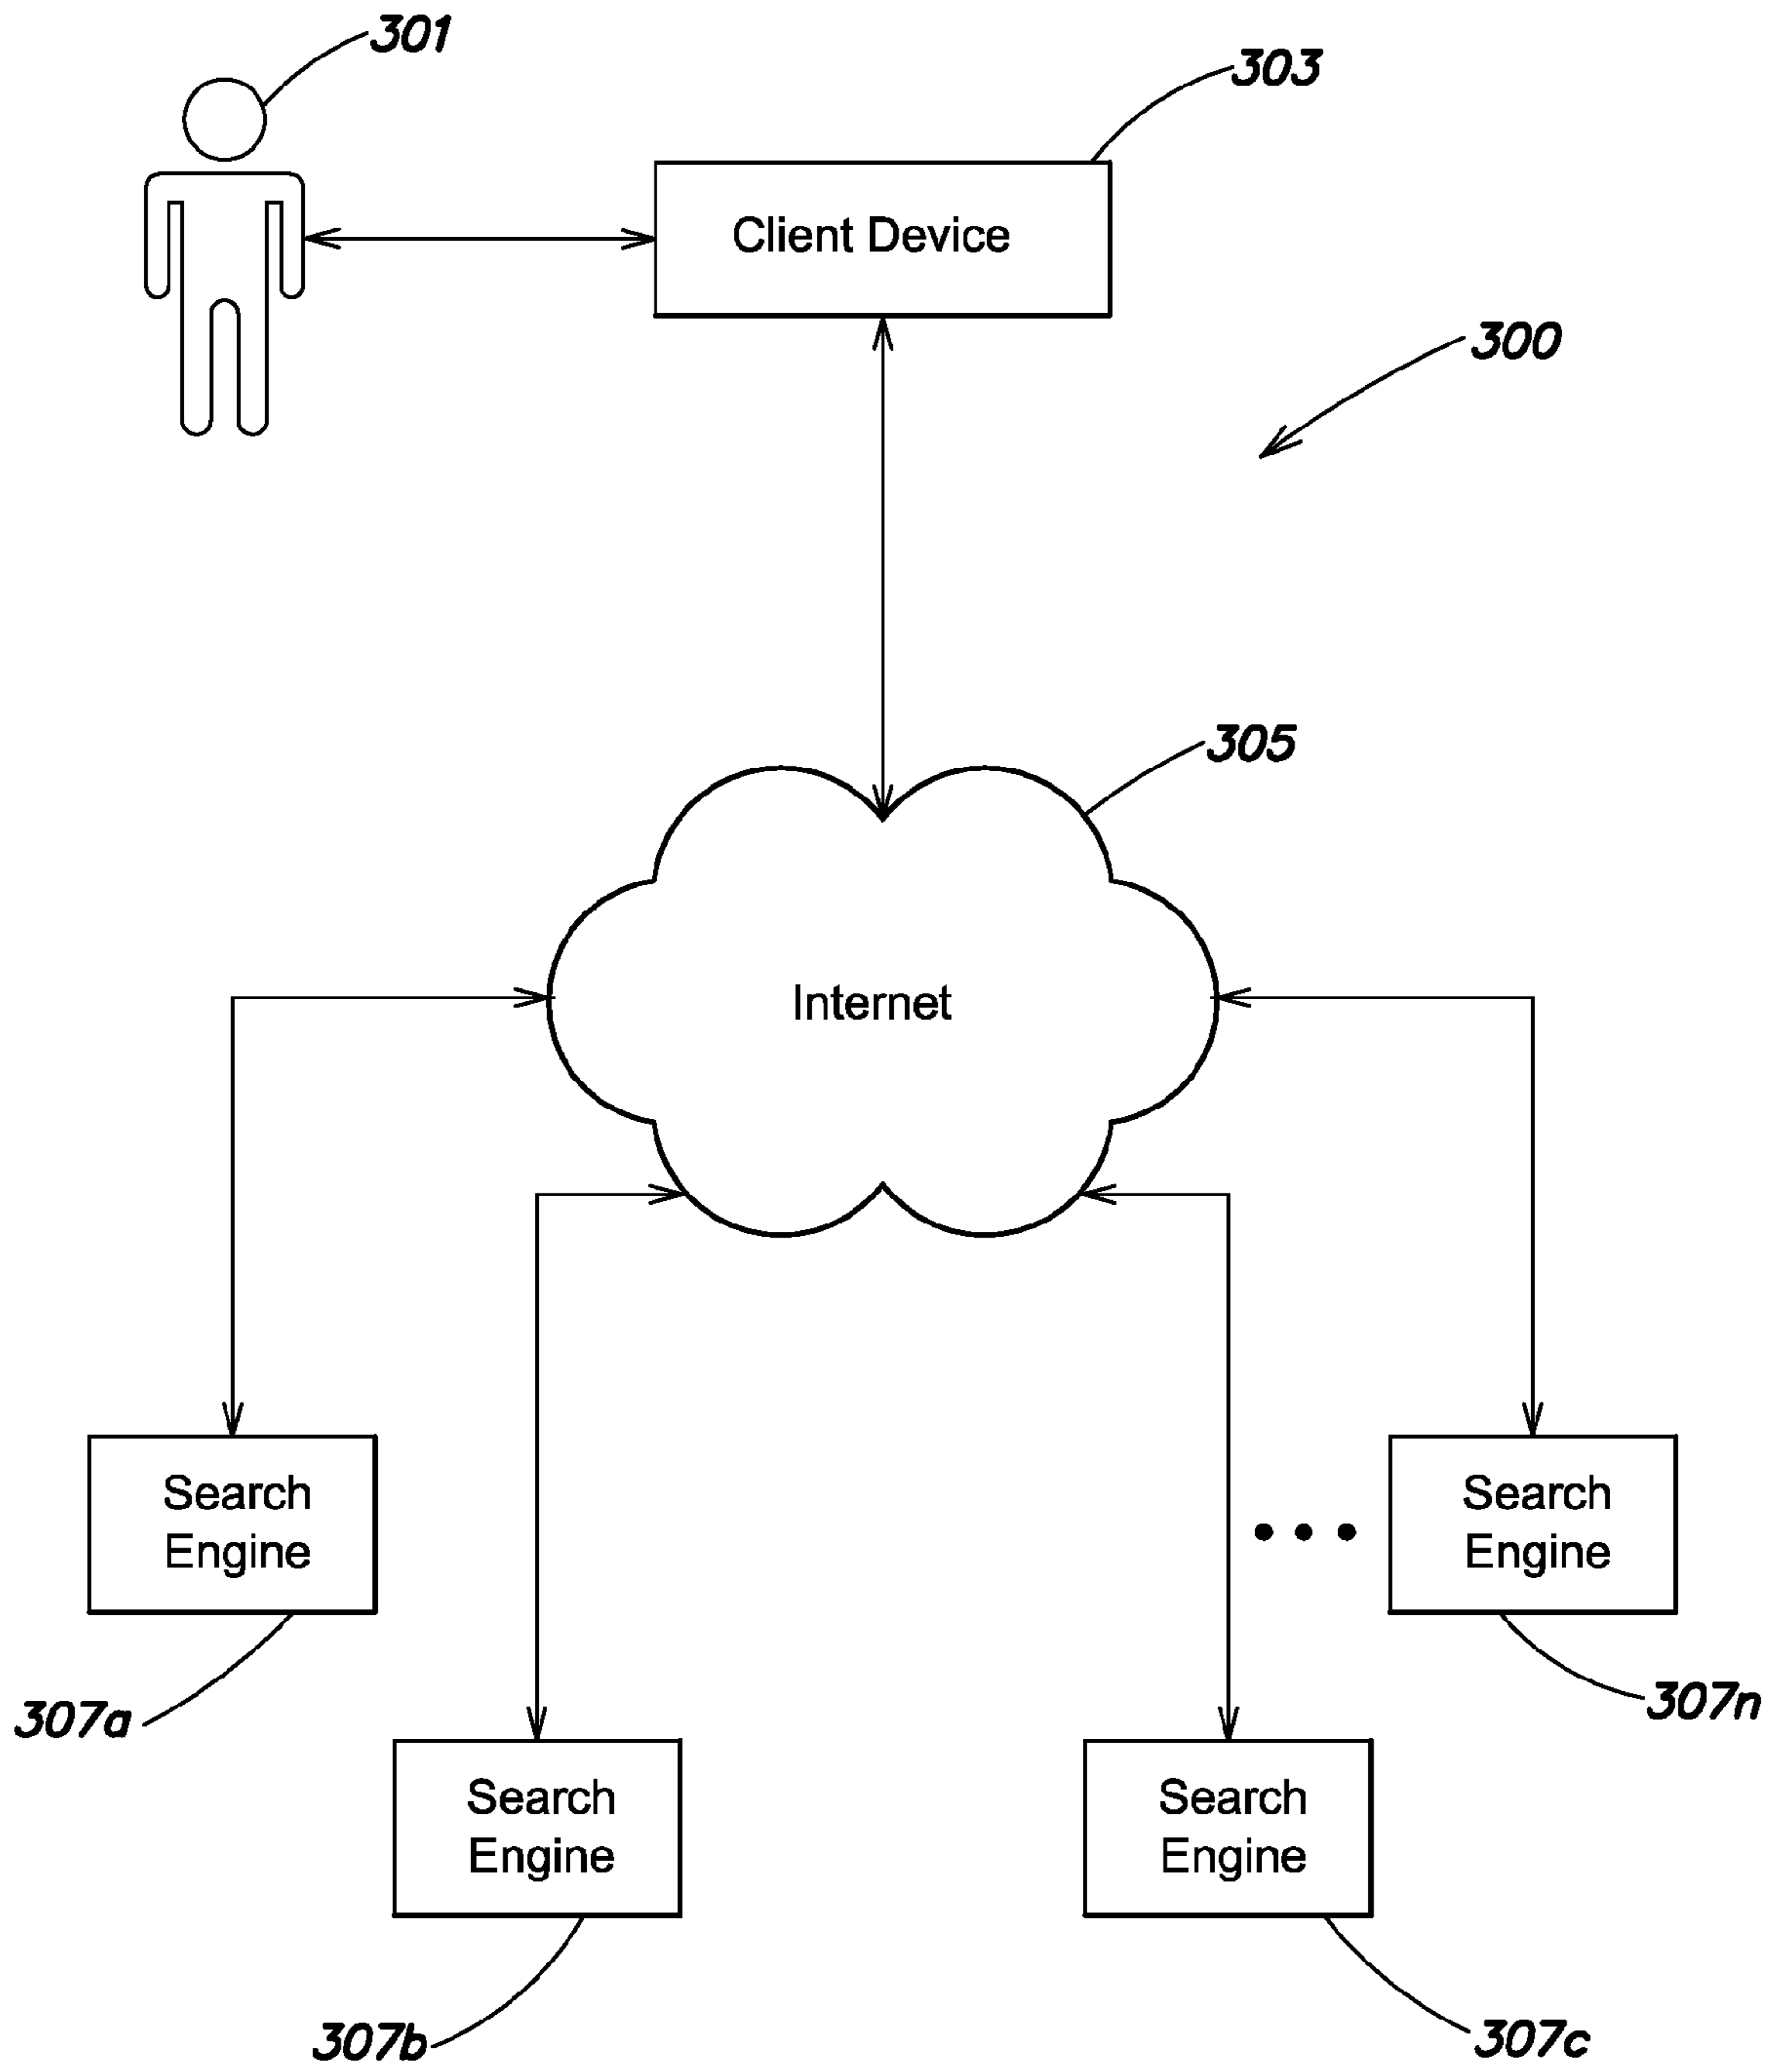 301
303
Client Device
300
305
Internet
Search
Engine
Search
Engine
307a
307n
Search
Engine
Search
Engine
307b
307c